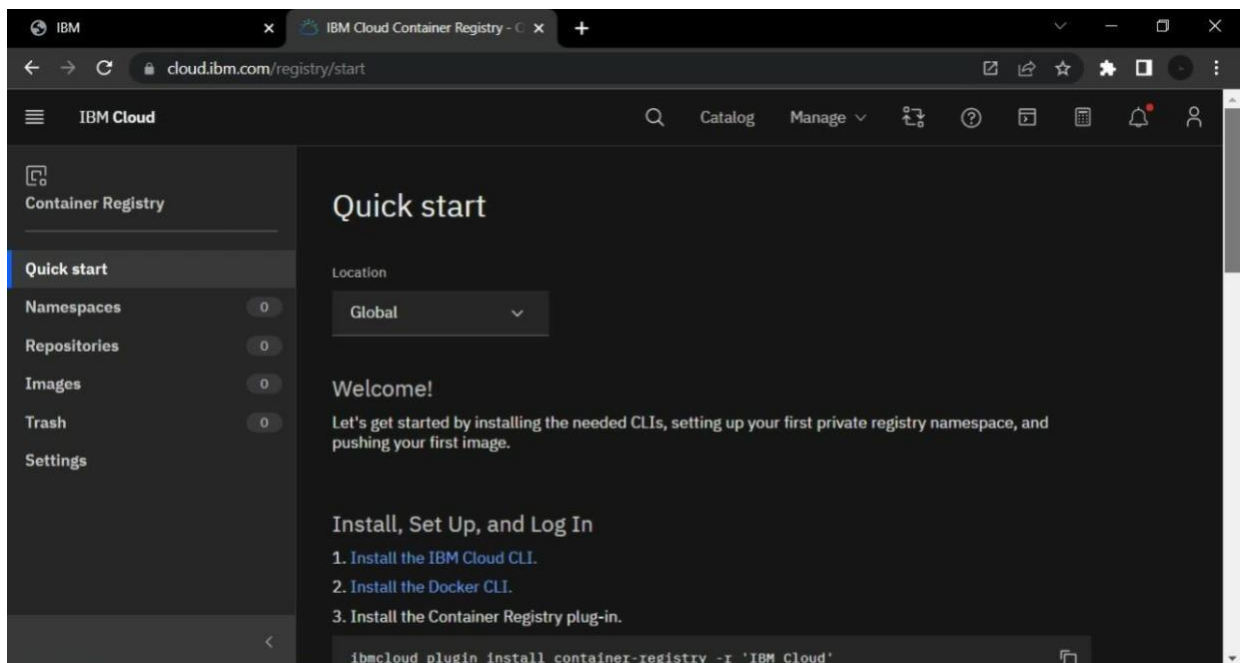 IBM
IBM Cloud Container Registry - C
cloud.ibm.com/registry/start
IBM Cloud
Catalog
Manage
Container Registry
Quick start
Namespaces 0
Repositories 0
Images 0
Trash 0
Settings
Quick start
Location
Global
Welcome!
Let's get started by installing the needed CLIs, setting up your first private registry namespace, and
pushing your first image.
Install, Set Up, and Log In
1. Install the IBM Cloud CLI.
2. Install the Docker CLI.
3. Install the Container Registry plug-in.
ibmcloud plugin install container-registry -r 'IBM Cloud'